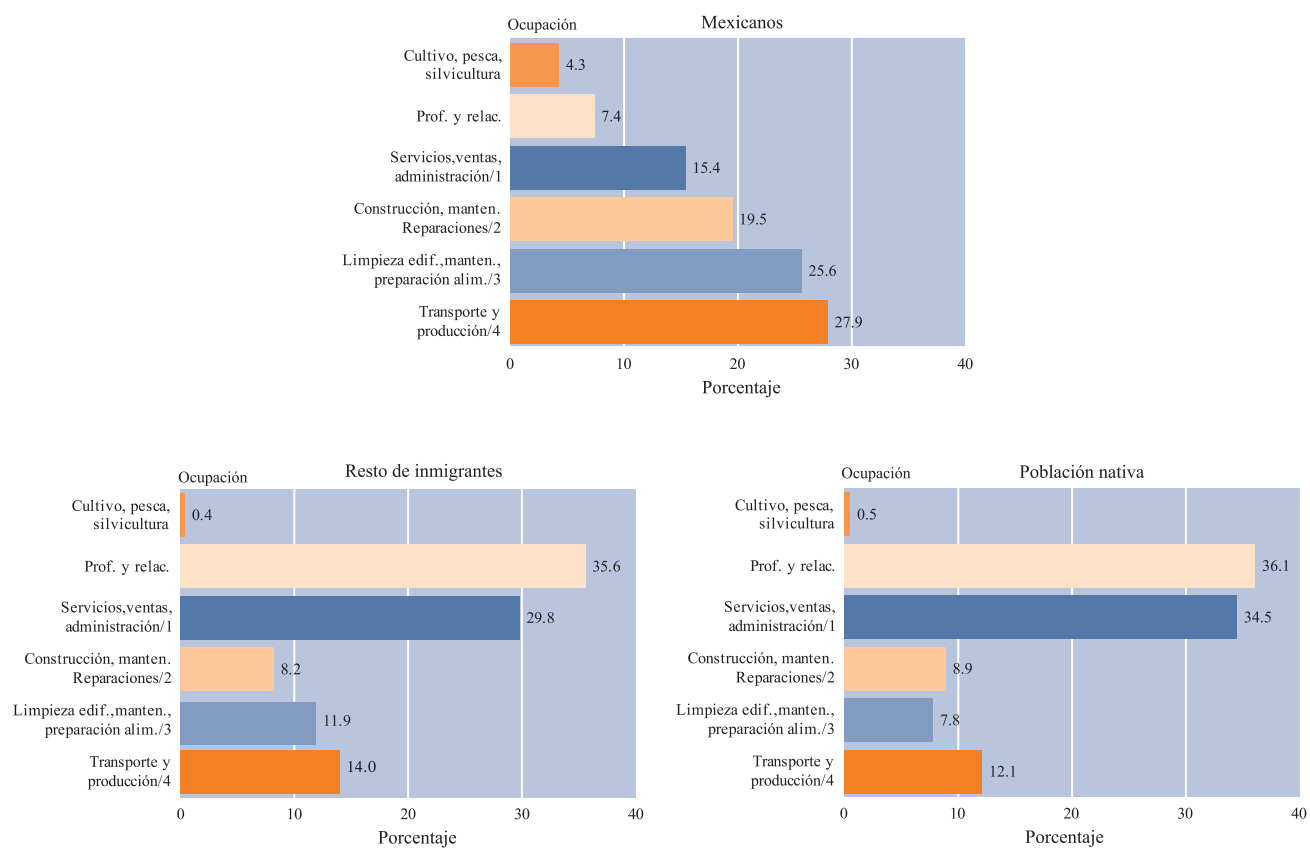 Mexicanos
Ocupación
Cultivo, pesca,
silvicultura
4.3
Prof. y relac.
7.4
Servicios,ventas,
administración/1
15.4
Construcción, manten.
Reparaciones/2
19.5
Limpieza edif.,manten.,
preparación alim./3
25.6
Transporte y
producción/4
27.9
0 10 20 30 40
Porcentaje
Resto de inmigrantes
Ocupación
Cultivo, pesca,
silvicultura
0.4
Prof. y relac.
35.6
Servicios,ventas,
administración/1
29.8
Construcción, manten.
Reparaciones/2
8.2
Limpieza edif.,manten.,
preparación alim./3
11.9
Transporte y
producción/4
14.0
0 10 20 30 40
Porcentaje
Población nativa
Ocupación
Cultivo, pesca,
silvicultura
0.5
Prof. y relac.
36.1
Servicios,ventas,
administración/1
34.5
Construcción, manten.
Reparaciones/2
8.9
Limpieza edif.,manten.,
preparación alim./3
7.8
Transporte y
producción/4
12.1
0 10 20 30 40
Porcentaje